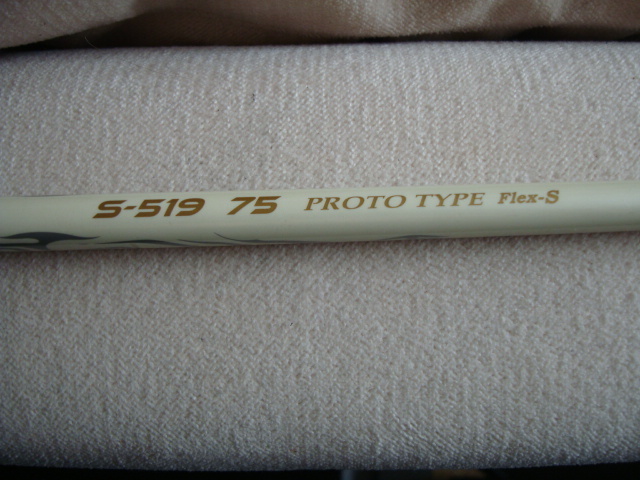 S-519 75 PROTO TYPE Flex-S